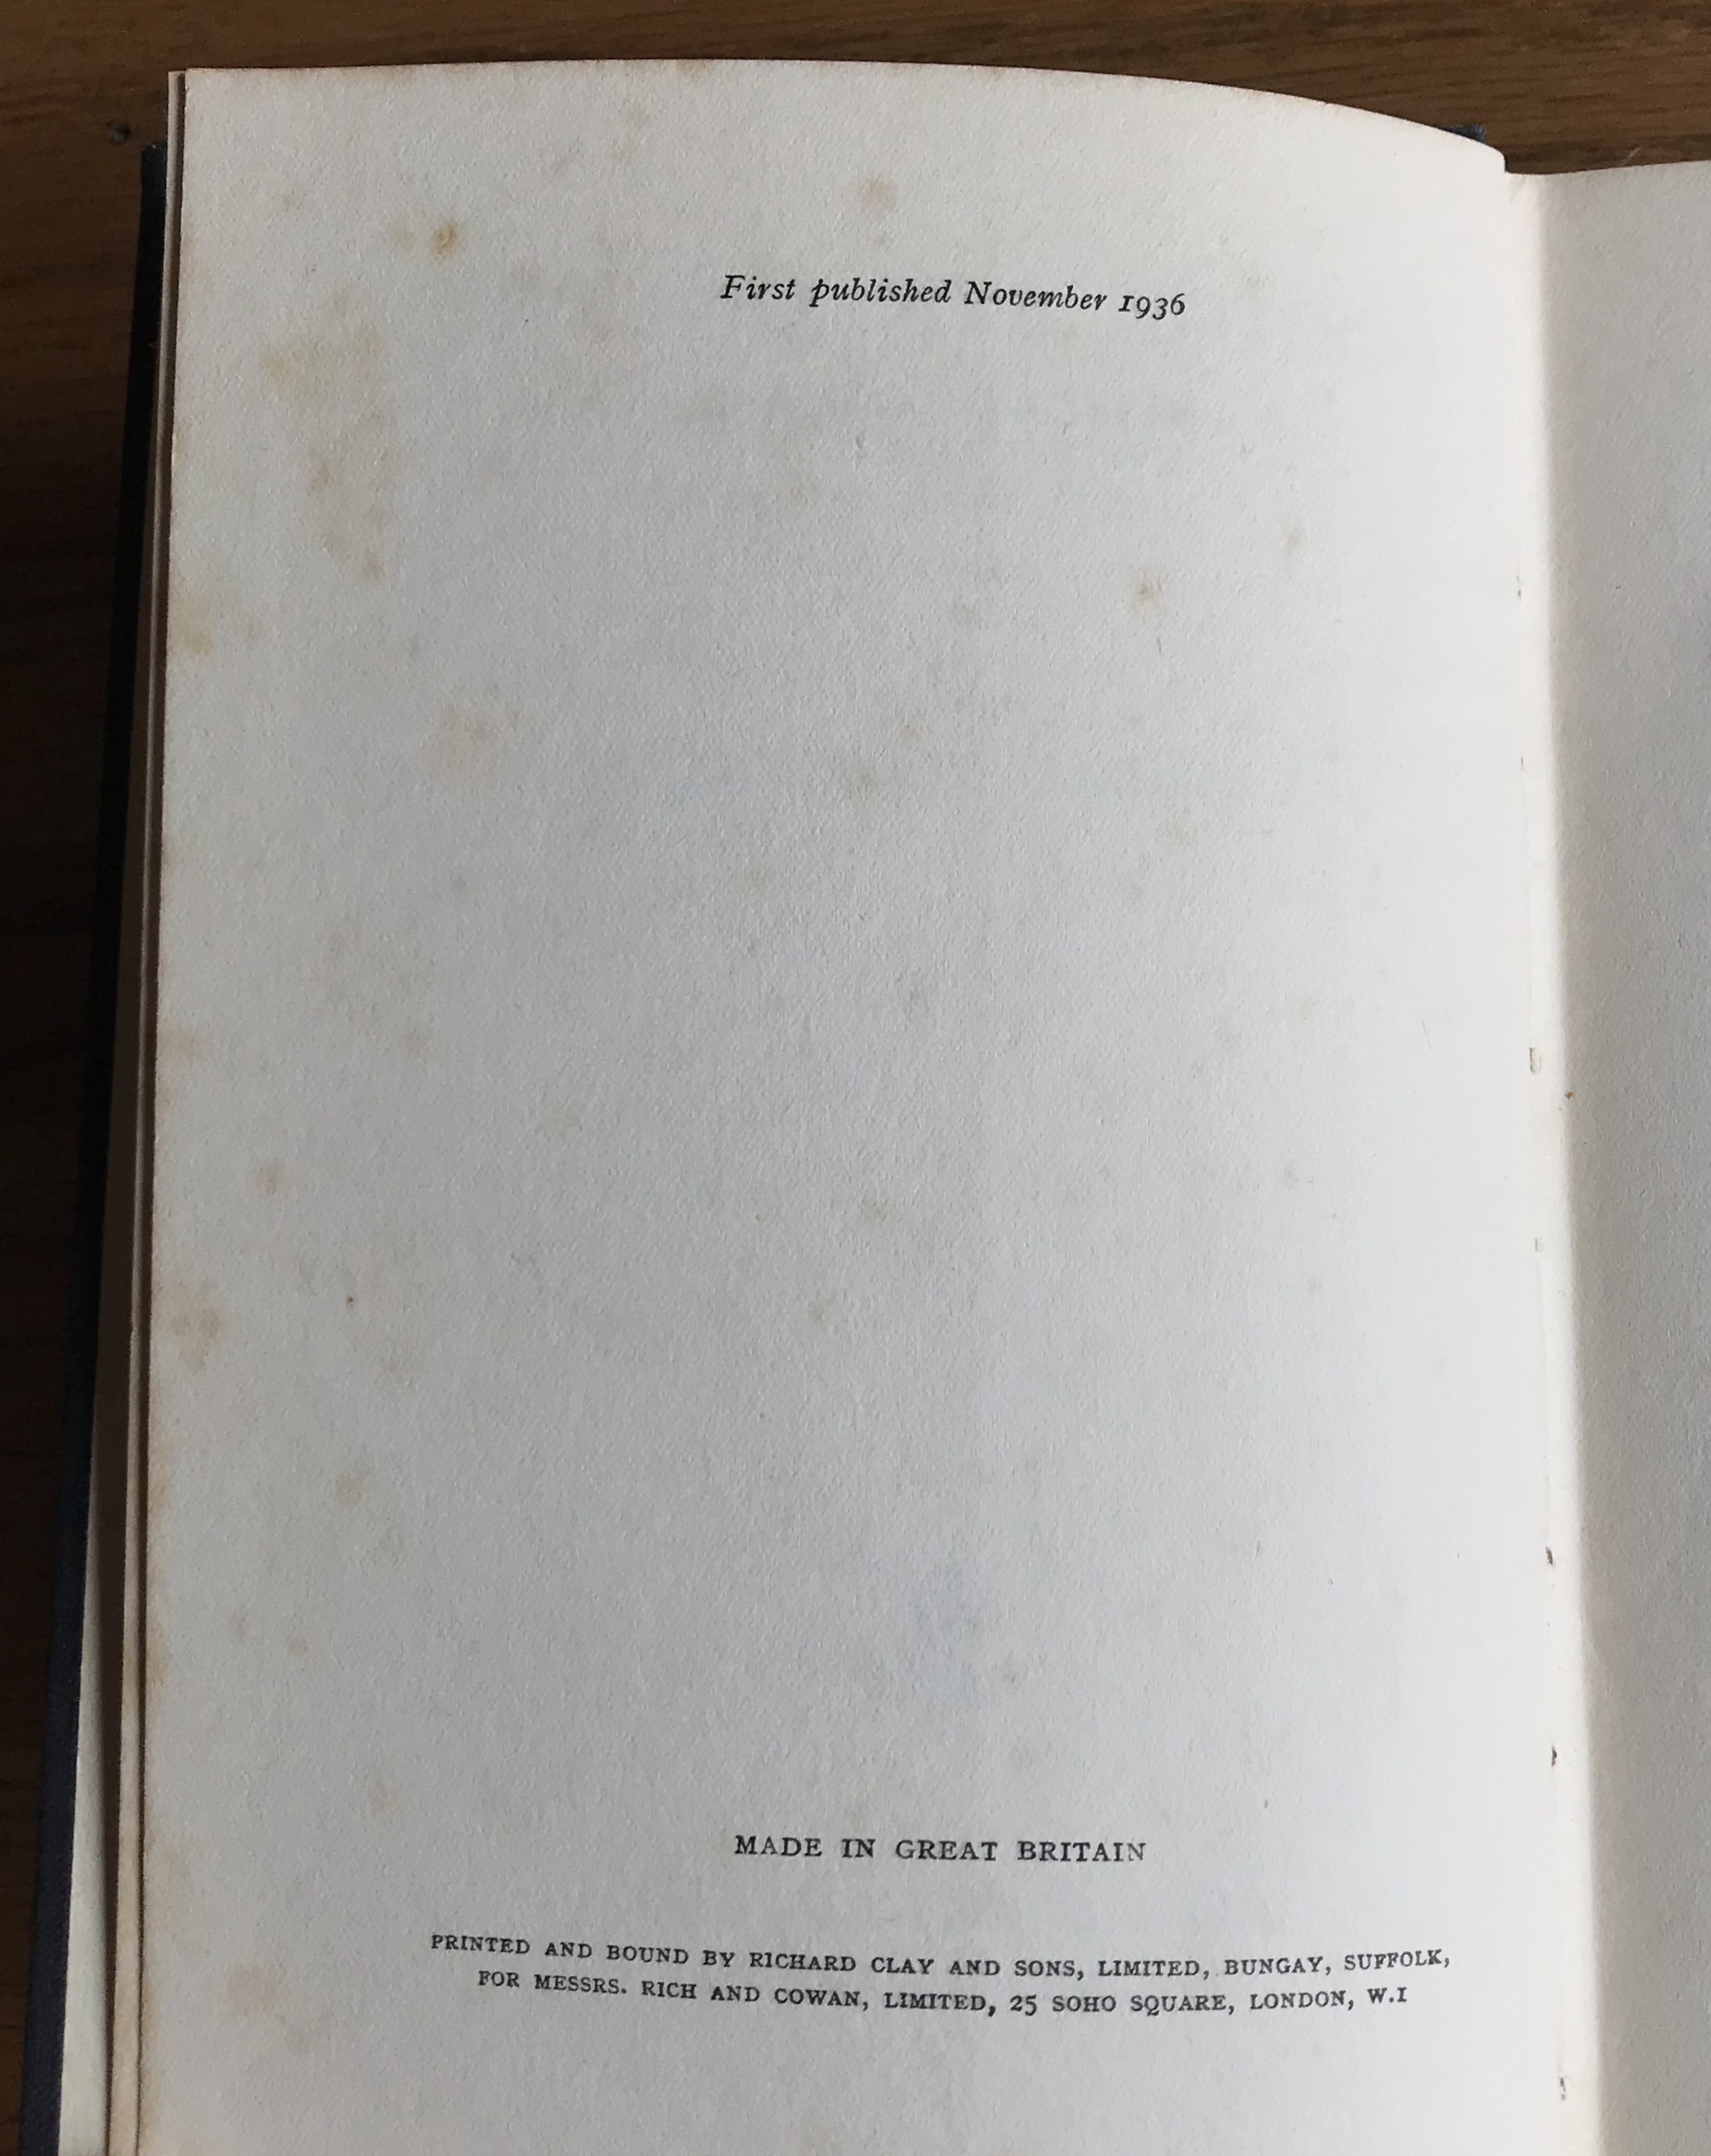 First published November 1936
MADE IN GREAT BRITAIN
PRINTED AND BOUND BY RICHARD CLAY AND SONS, LIMITED, BUNGAY, SUFFOLK,
FOR MESSRS. RICH AND COWAN, LIMITED, 25 SOHO SQUARE, LONDON, W.1